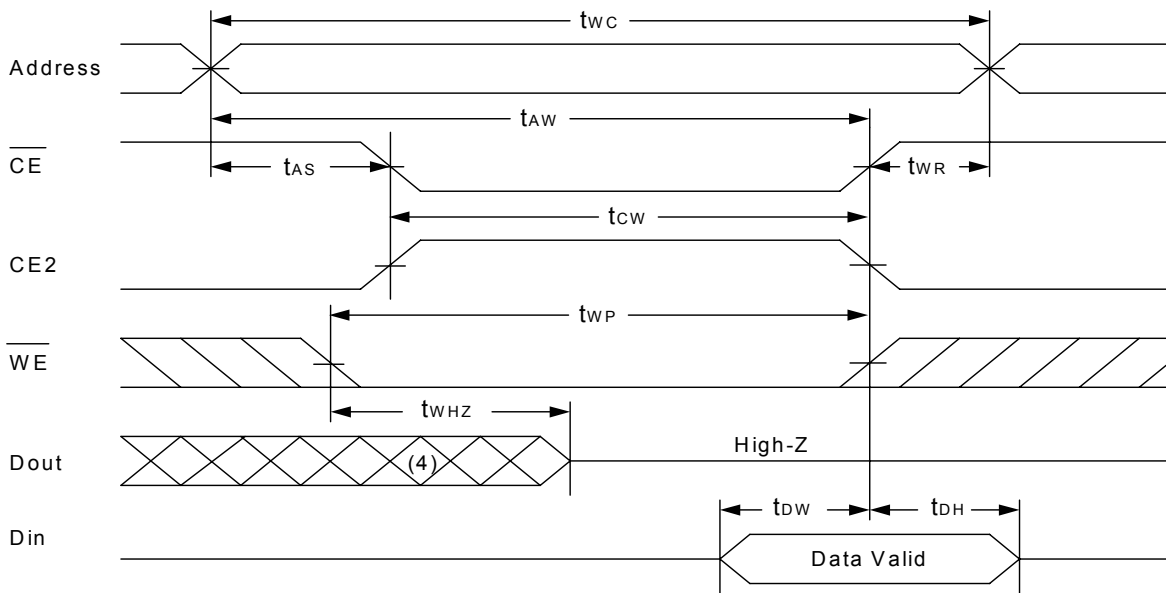 tWC
Address
tAW
CE
tAS
tWR
tCW
CE2
tWP
WE
tWHZ
High-Z
Dout
(4)
tDW
tDH
Din
Data Valid